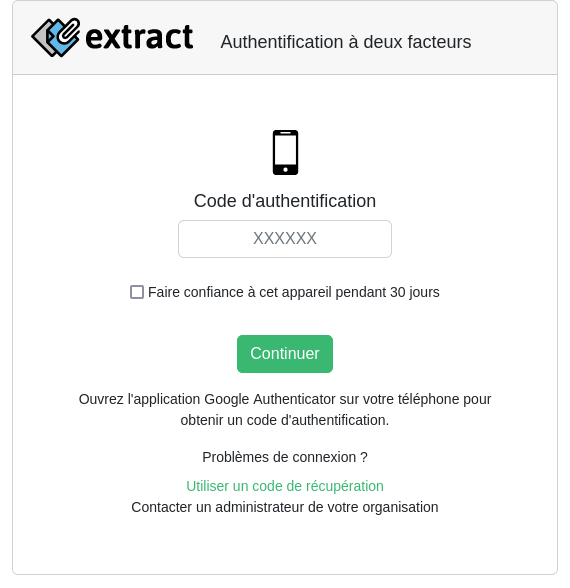 extract
Authentification à deux facteurs
Code d'authentification
XXXXXX
Faire confiance à cet appareil pendant 30 jours
Continuer
Ouvrez l'application Google Authenticator sur votre téléphone pour
obtenir un code d'authentification.
Problèmes de connexion ?
Utiliser un code de récupération
Contacter un administrateur de votre organisation